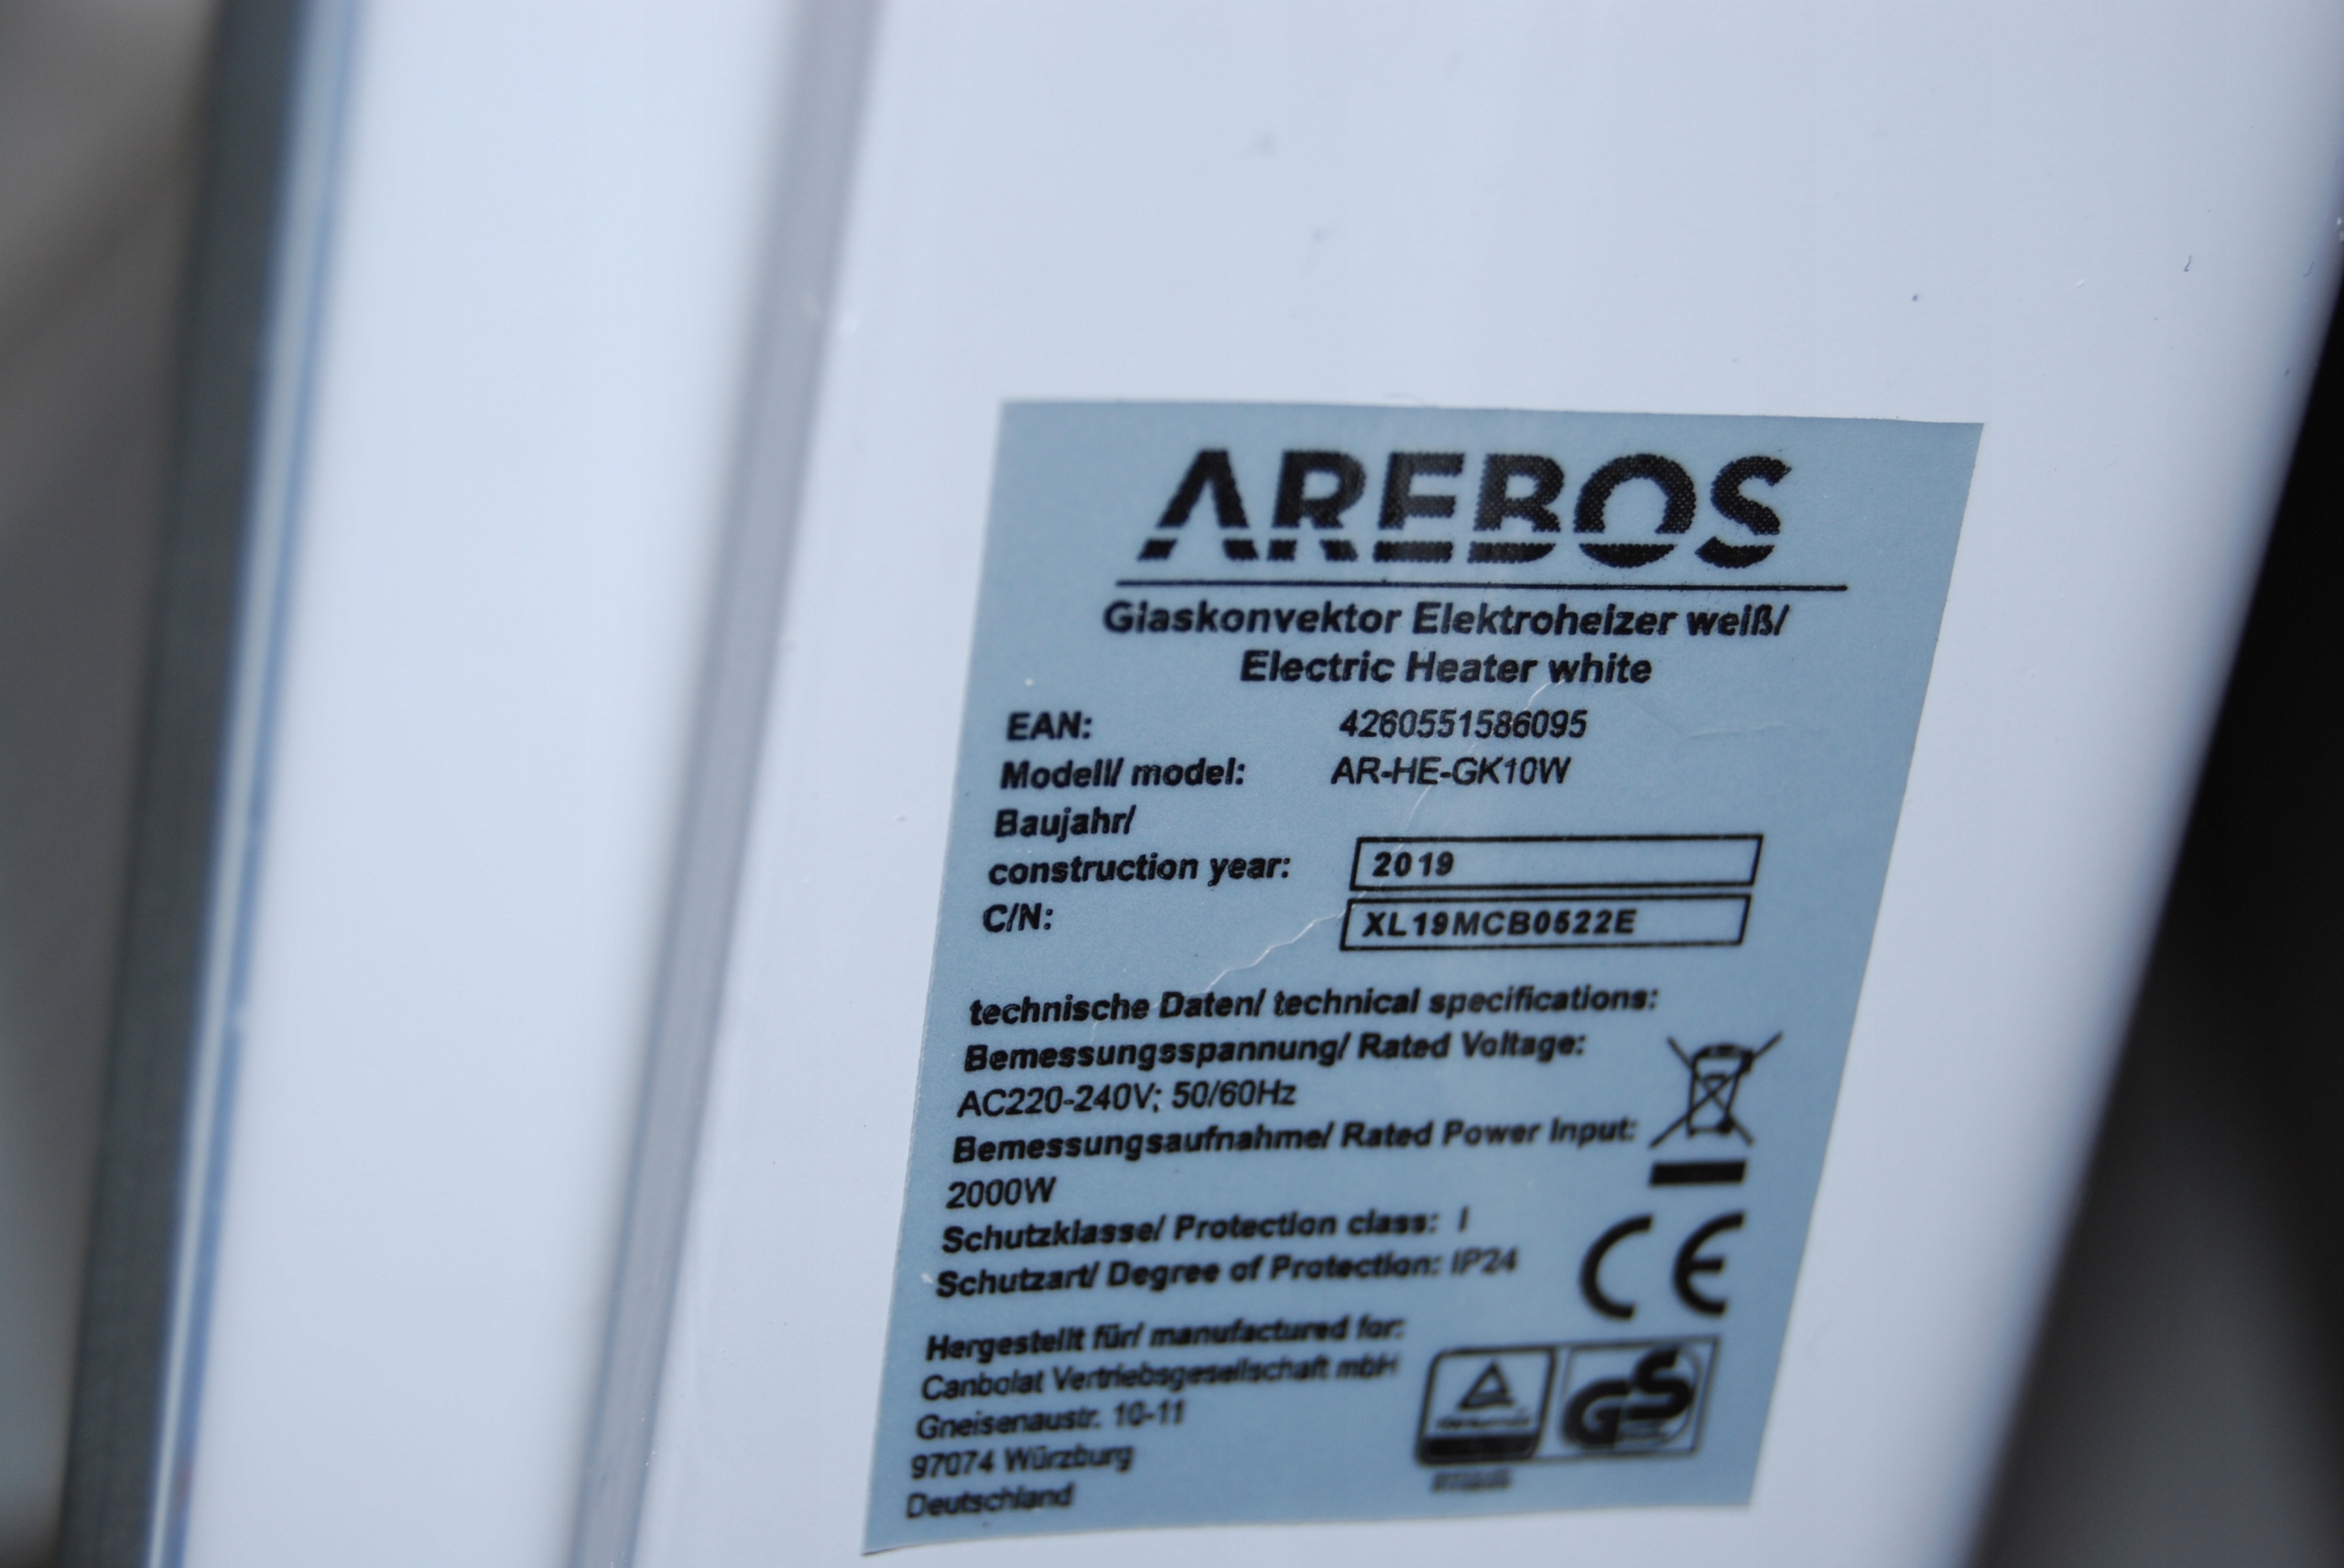 AREBOS
Glaskonvektor Elektroheizer weiß/
Electric Heater white
EAN: 4260551586095
Modell/ model: AR-HE-GK10W
Baujahr/
construction year: 2019
C/N: XL19MCB0522E
technische Daten/ technical specifications:
Bemessungsspannung/ Rated Voltage:
AC220-240V; 50/60Hz
Bemessungsaufnahme/ Rated Power Input:
2000W
Schutzklasse/ Protection class: I
Schutzart/ Degree of Protection: IP24
CE
Hergestellt für/ manufactured for:
Canbolat Vertriebsgesellschaft mbH
Gneisenaustr. 10-11
97074 Würzburg
Deutschland
GS